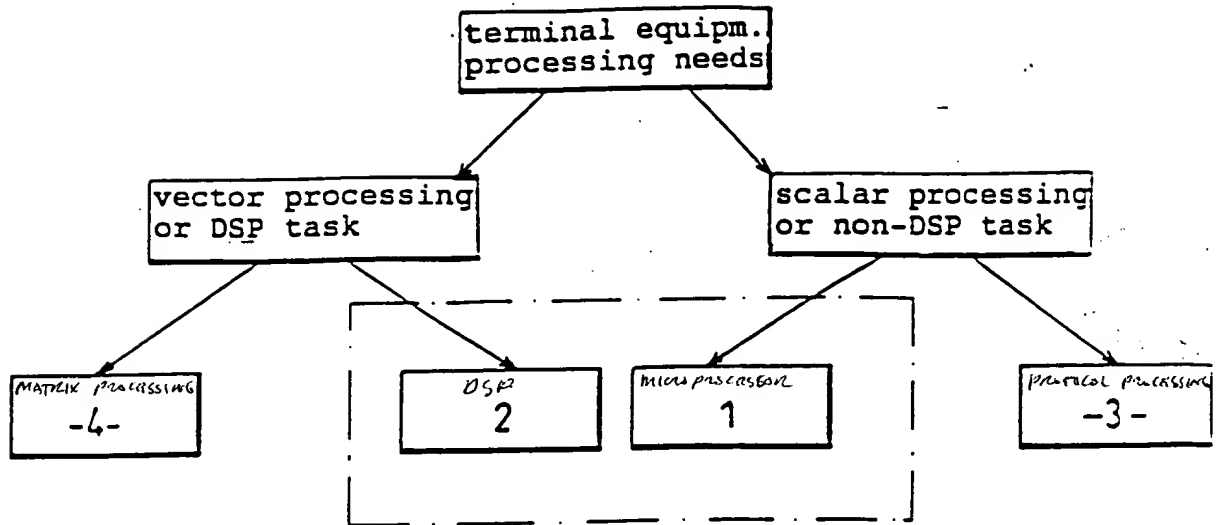 terminal equipm.
processing needs
vector processing
or DSP task
scalar processing
or non-DSP task
MATRIX PROCESSING
-4-
DSP
2
MICROPROCESSOR
1
PROTOCOL PROCESSING
-3-